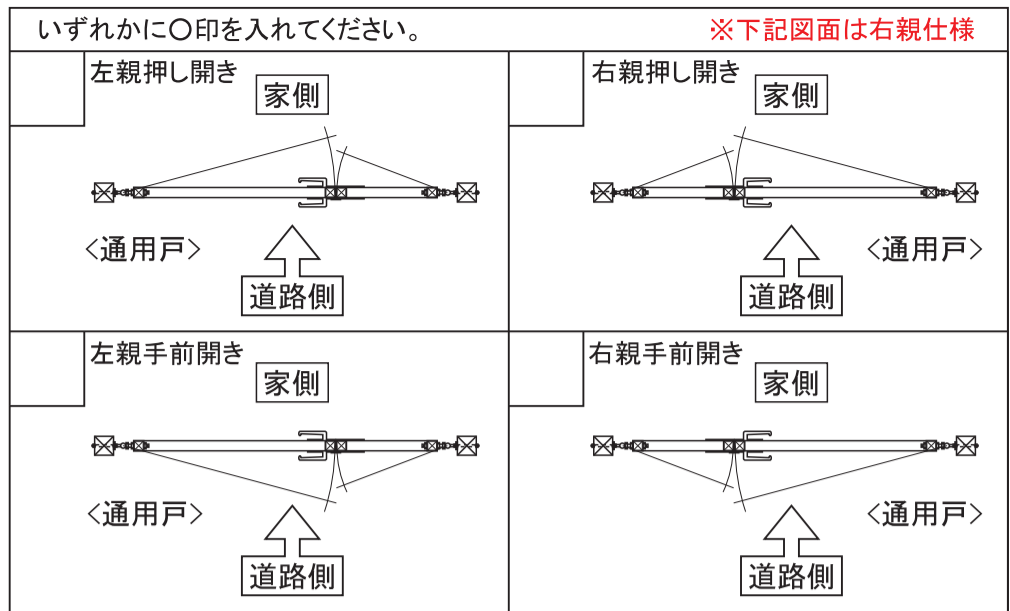 いずれかに〇印を入れてください。
※下記図面は右親仕様
左親押し開き
家側
<通用戸>
道路側
右親押し開き
家側
<通用戸>
道路側
左親手前開き
家側
<通用戸>
道路側
右親手前開き
家側
<通用戸>
道路側